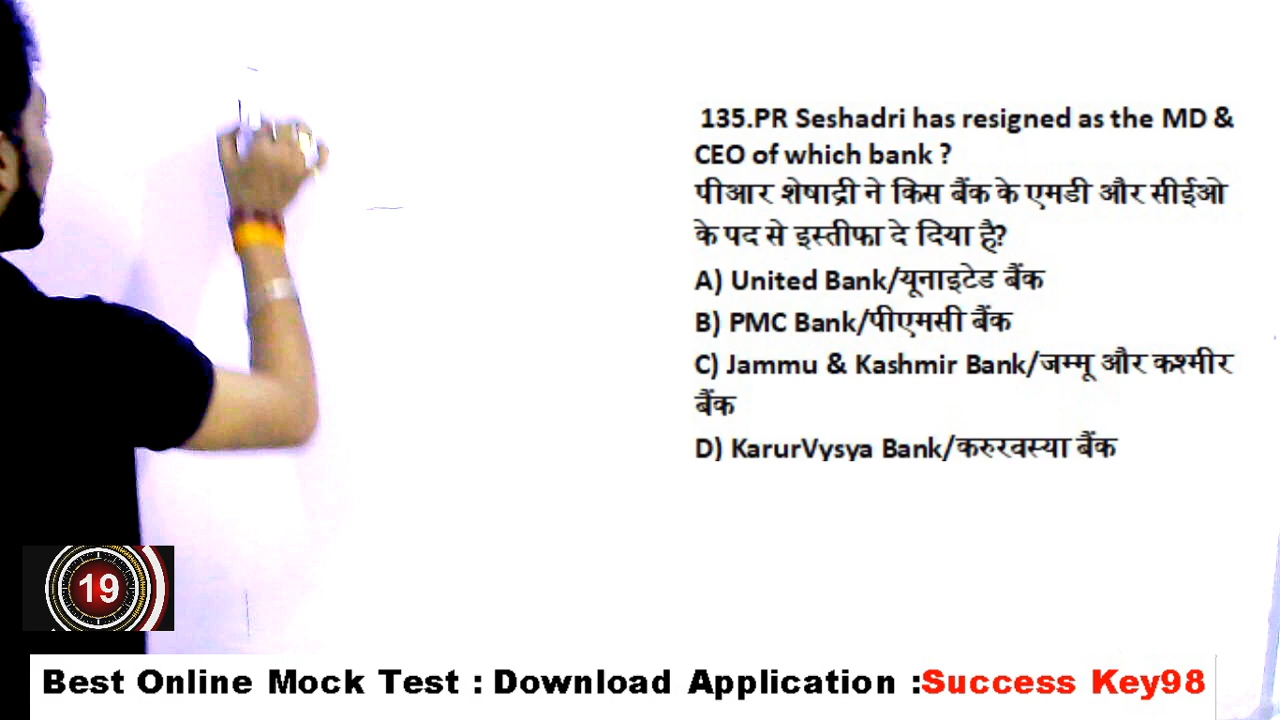 135.PR Seshadri has resigned as the MD &
CEO of which bank ?
पीआर शेषाद्री ने किस बैंक के एमडी और सीईओ
के पद से इस्तीफा दे दिया है?
A) United Bank/यूनाइटेड बैंक
B) PMC Bank/पीएमसी बैंक
C) Jammu & Kashmir Bank/जम्मू और कश्मीर
बैंक
D) KarurVysya Bank/करुरवस्या बैंक
19
Best Online Mock Test : Download Application :Success Key98